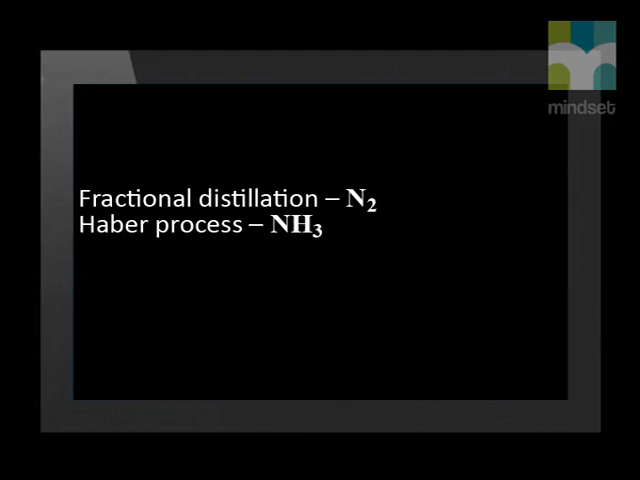 mindset
Fractional distillation – N₂
Haber process – NH₃